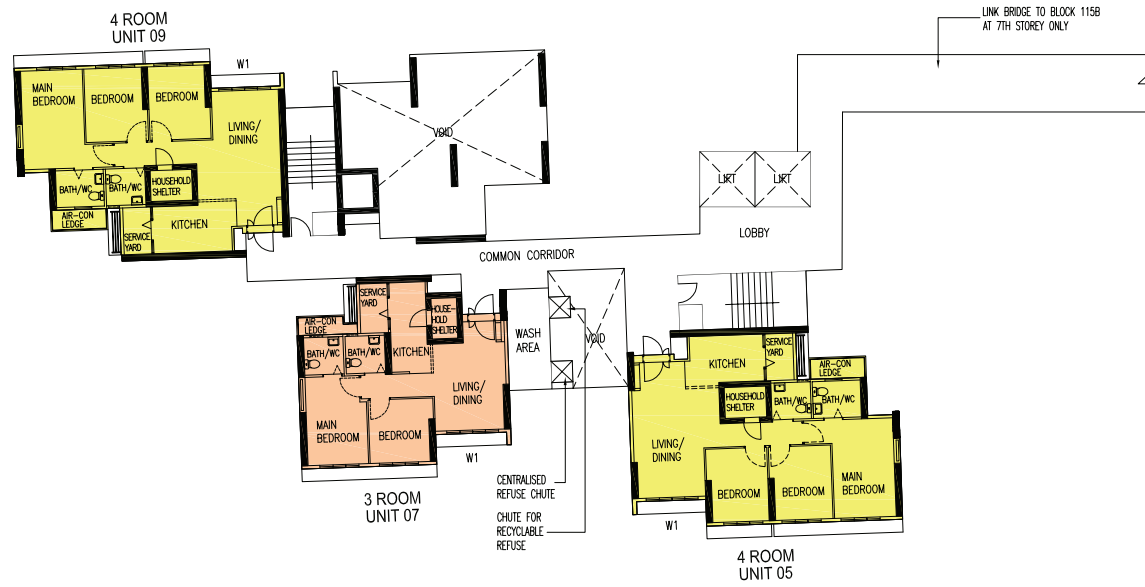 LINK BRIDGE TO BLOCK 115B
AT 7TH STOREY ONLY
4 ROOM
UNIT 09
W1
MAIN
BEDROOM
BEDROOM
BEDROOM
LIVING/
DINING
VOID
BATH/WC
BATH/WC
HOUSEHOLD
SHELTER
AIR-CON
LEDGE
SERVICE
YARD
KITCHEN
LIFT
LIFT
LOBBY
COMMON CORRIDOR
SERVICE
YARD
HOUSE-
HOLD
SHELTER
AIR-CON
LEDGE
BATH/WC
BATH/WC
KITCHEN
WASH
AREA
VOID
LIVING/
DINING
MAIN
BEDROOM
BEDROOM
W1
3 ROOM
UNIT 07
CENTRALISED
REFUSE CHUTE
CHUTE FOR
RECYCLABLE
REFUSE
KITCHEN
SERVICE
YARD
AIR-CON
LEDGE
HOUSEHOLD
SHELTER
BATH/WC
BATH/WC
LIVING/
DINING
BEDROOM
BEDROOM
MAIN
BEDROOM
W1
4 ROOM
UNIT 05